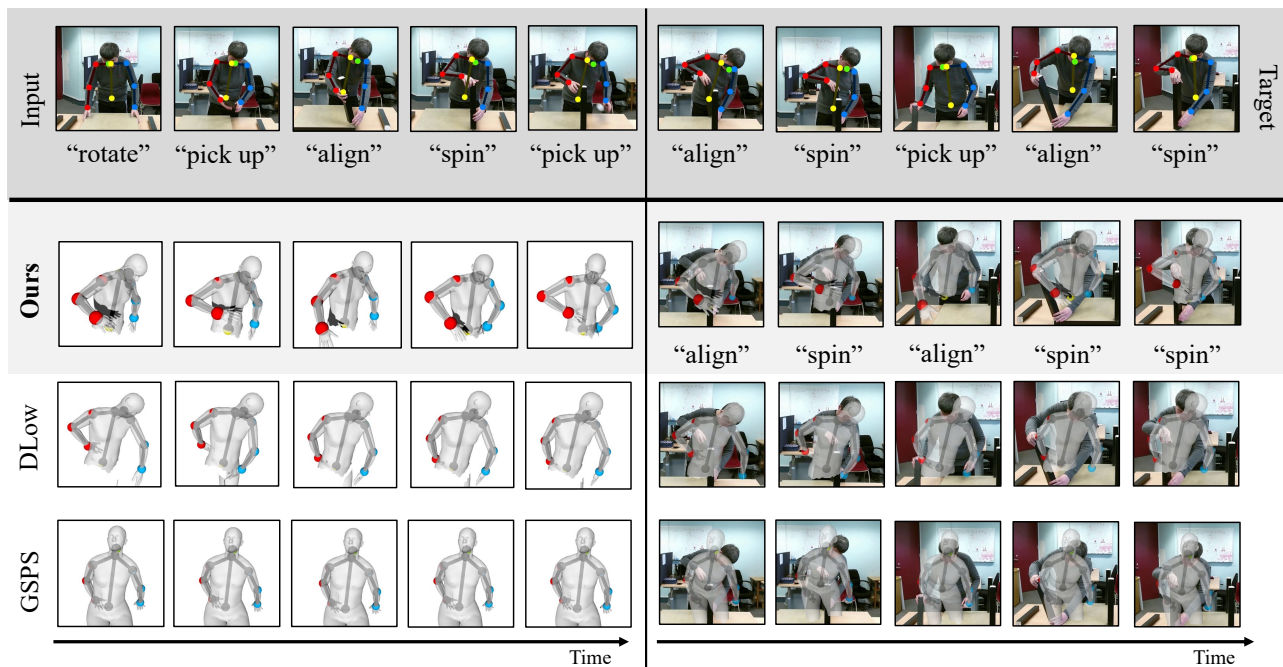 Input
Target
“rotate” “pick up” “align” “spin” “pick up” “align” “spin” “pick up” “align” “spin”
Ours
“align” “spin” “align” “spin” “spin”
DLow
GSPS
Time Time